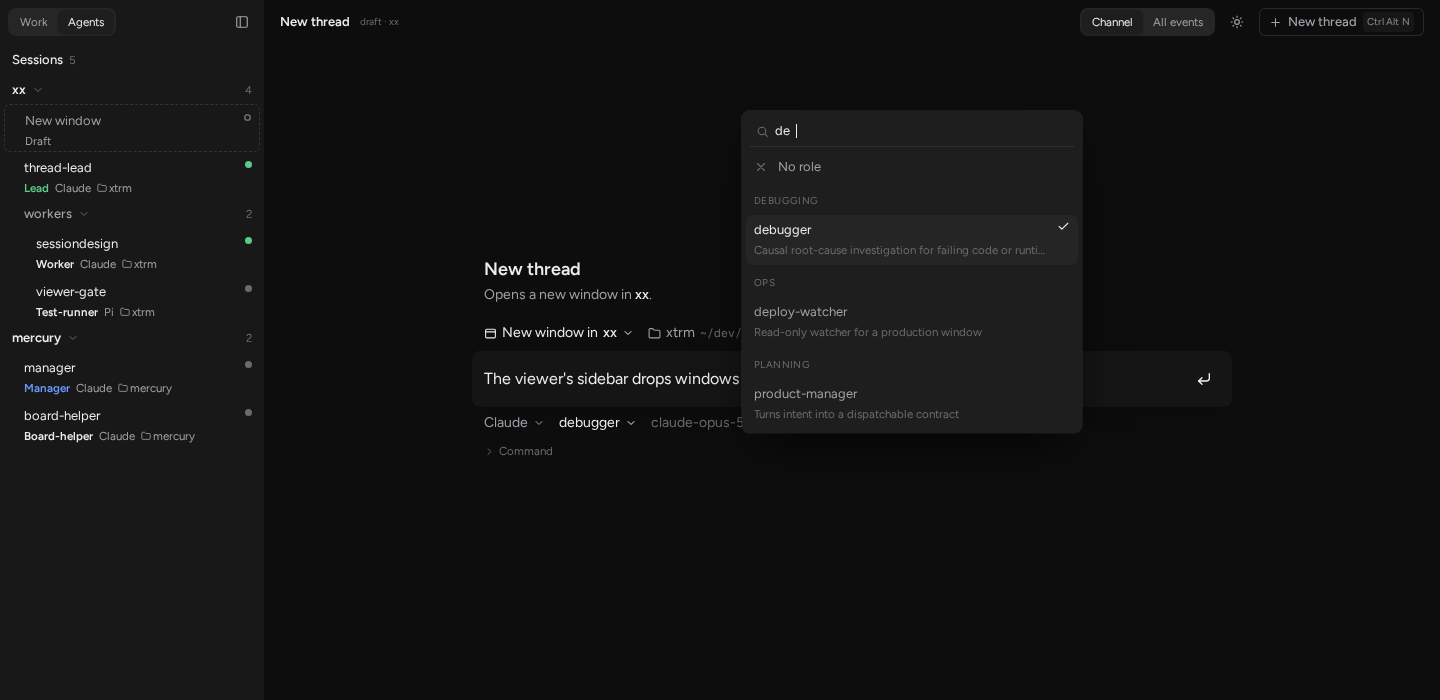 Work Agents
Sessions 5
xx 4
New window
Draft
thread-lead
Lead Claude xtrm
workers 2
sessiondesign
Worker Claude xtrm
viewer-gate
Test-runner Pi xtrm
mercury 2
manager
Manager Claude mercury
board-helper
Board-helper Claude mercury
New thread draft · xx
Channel All events New thread Ctrl Alt N
New thread
Opens a new window in xx.
New window in xx xtrm ~/dev/
The viewer's sidebar drops windows
Claude debugger claude-opus-5
Command
de
No role
DEBUGGING
debugger
Causal root-cause investigation for failing code or runti...
OPS
deploy-watcher
Read-only watcher for a production window
PLANNING
product-manager
Turns intent into a dispatchable contract